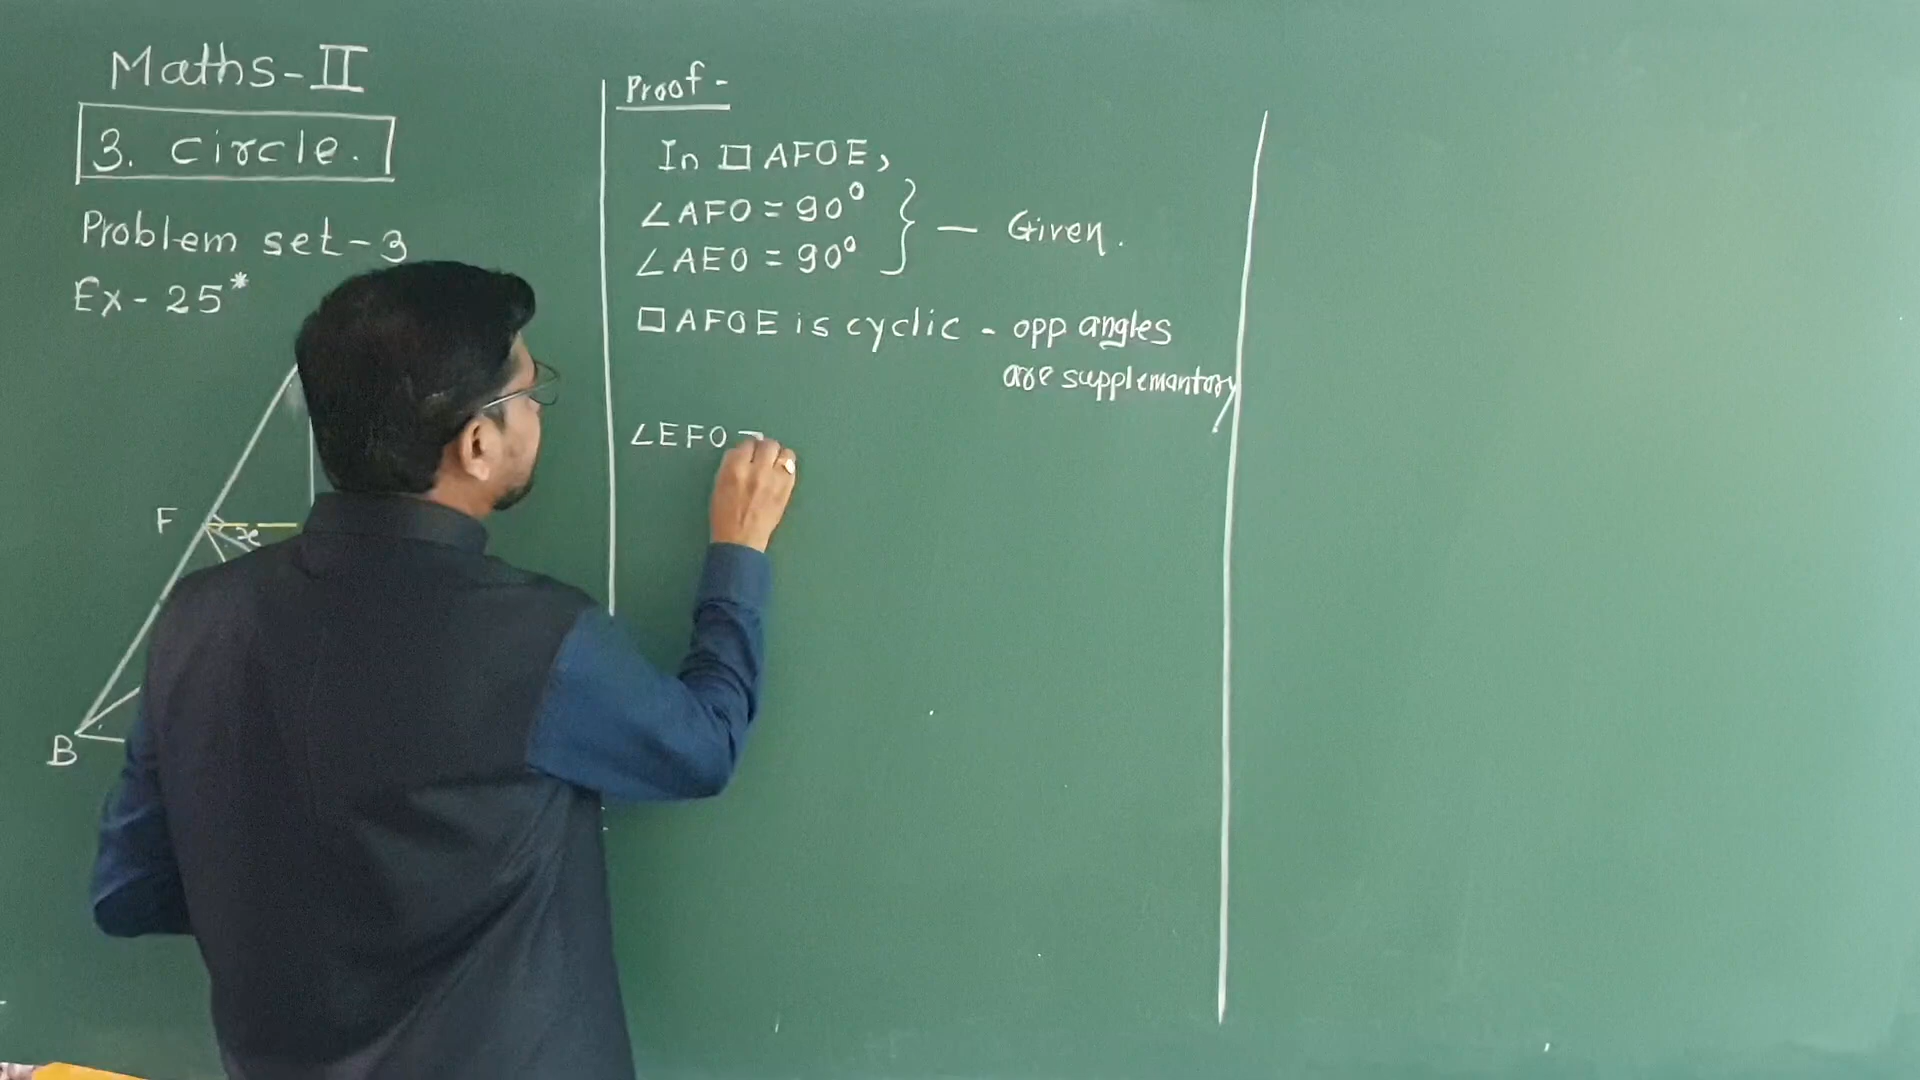 Maths-II
3. circle.
Problem set-3
Ex-25*
F
x
B
Proof-
In □ AFOE,
∠AFO = 90°
∠AEO = 90°
} — Given.
□ AFOE is cyclic - opp angles
are supplemantory
∠EFO =